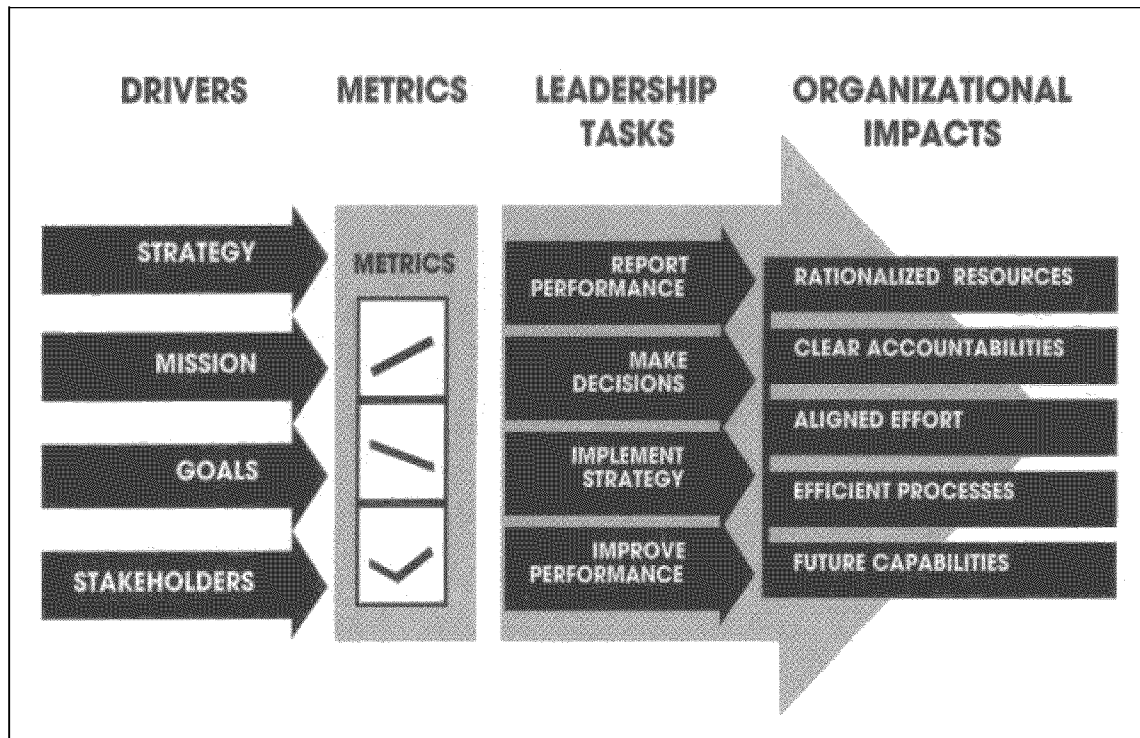 DRIVERS
METRICS
LEADERSHIP
TASKS
ORGANIZATIONAL
IMPACTS
STRATEGY
MISSION
GOALS
STAKEHOLDERS
METRICS
REPORT
PERFORMANCE
MAKE
DECISIONS
IMPLEMENT
STRATEGY
IMPROVE
PERFORMANCE
RATIONALIZED RESOURCES
CLEAR ACCOUNTABILITIES
ALIGNED EFFORT
EFFICIENT PROCESSES
FUTURE CAPABILITIES